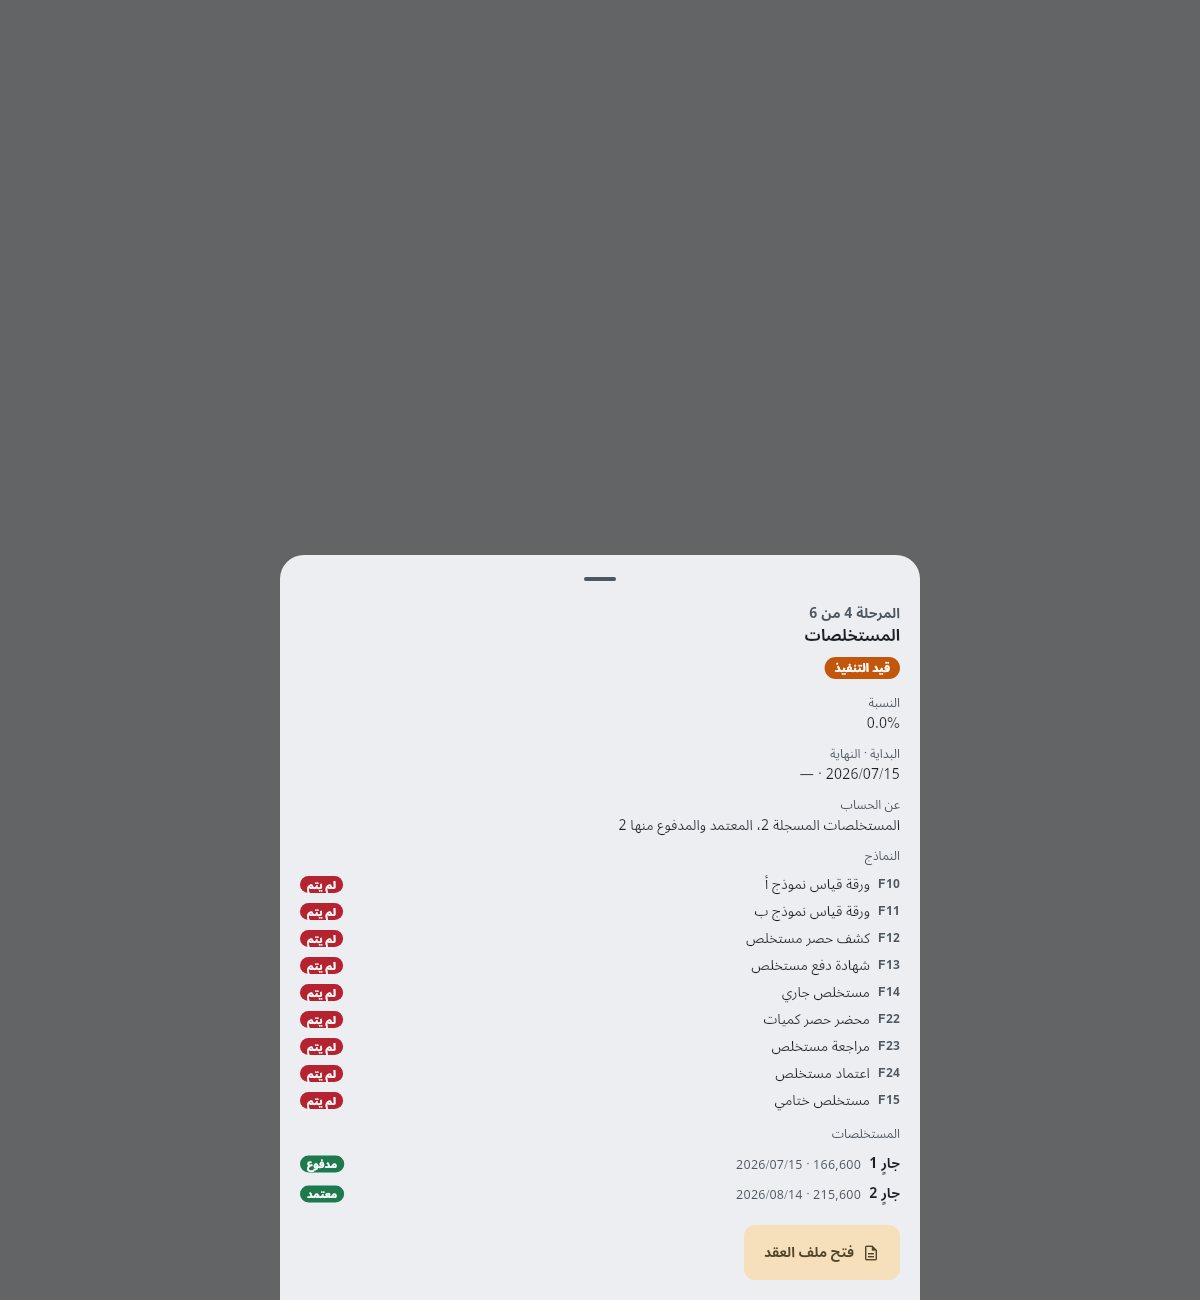 المرحلة 4 من 6
المستخلصات
قيد التنفيذ
النسبة
0.0%
البداية · النهاية
2026/07/15 · —
عن الحساب
المستخلصات المسجلة 2، المعتمد والمدفوع منها 2
النماذج
F10 ورقة قياس نموذج أ لم يتم
F11 ورقة قياس نموذج ب لم يتم
F12 كشف حصر مستخلص لم يتم
F13 شهادة دفع مستخلص لم يتم
F14 مستخلص جاري لم يتم
F22 محضر حصر كميات لم يتم
F23 مراجعة مستخلص لم يتم
F24 اعتماد مستخلص لم يتم
F15 مستخلص ختامي لم يتم
المستخلصات
جارٍ 1 166,600 · 2026/07/15 مدفوع
جارٍ 2 215,600 · 2026/08/14 معتمد
فتح ملف العقد